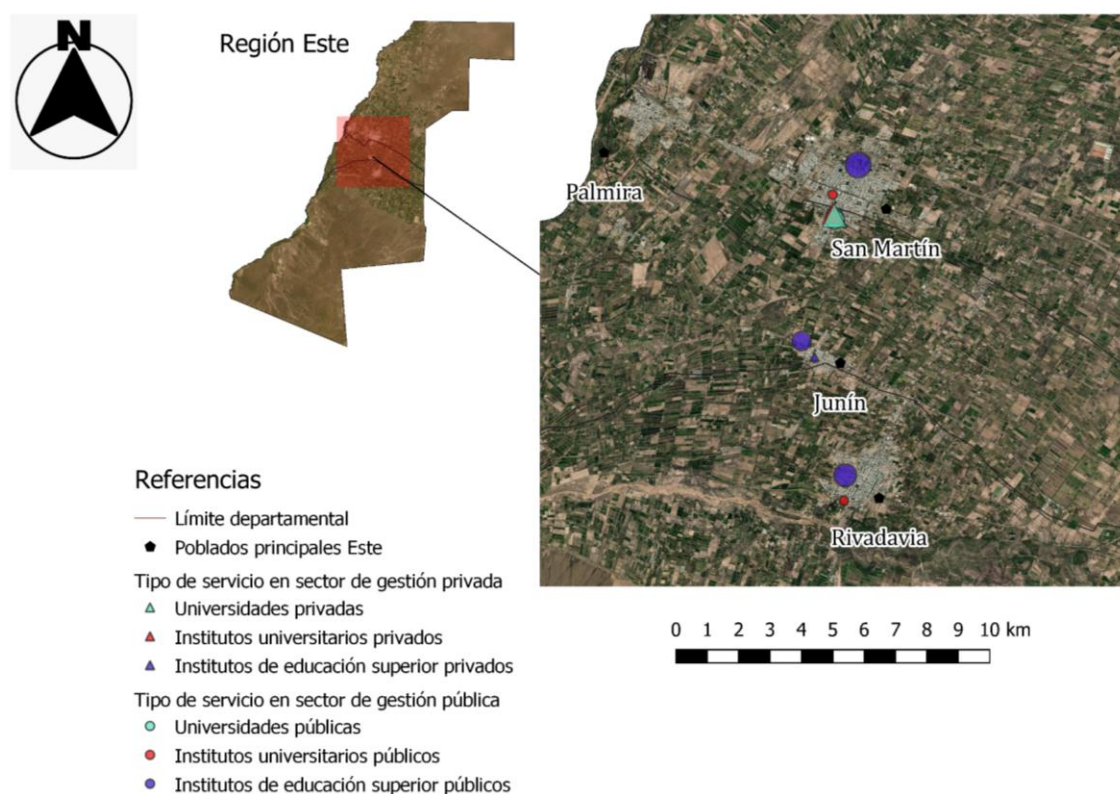 N
Región Este
Palmira
San Martín
Junín
Rivadavia
Referencias
Límite departamental
Poblados principales Este
Tipo de servicio en sector de gestión privada
Universidades privadas
Institutos universitarios privados
Institutos de educación superior privados
Tipo de servicio en sector de gestión pública
Universidades públicas
Institutos universitarios públicos
Institutos de educación superior públicos
0 1 2 3 4 5 6 7 8 9 10 km